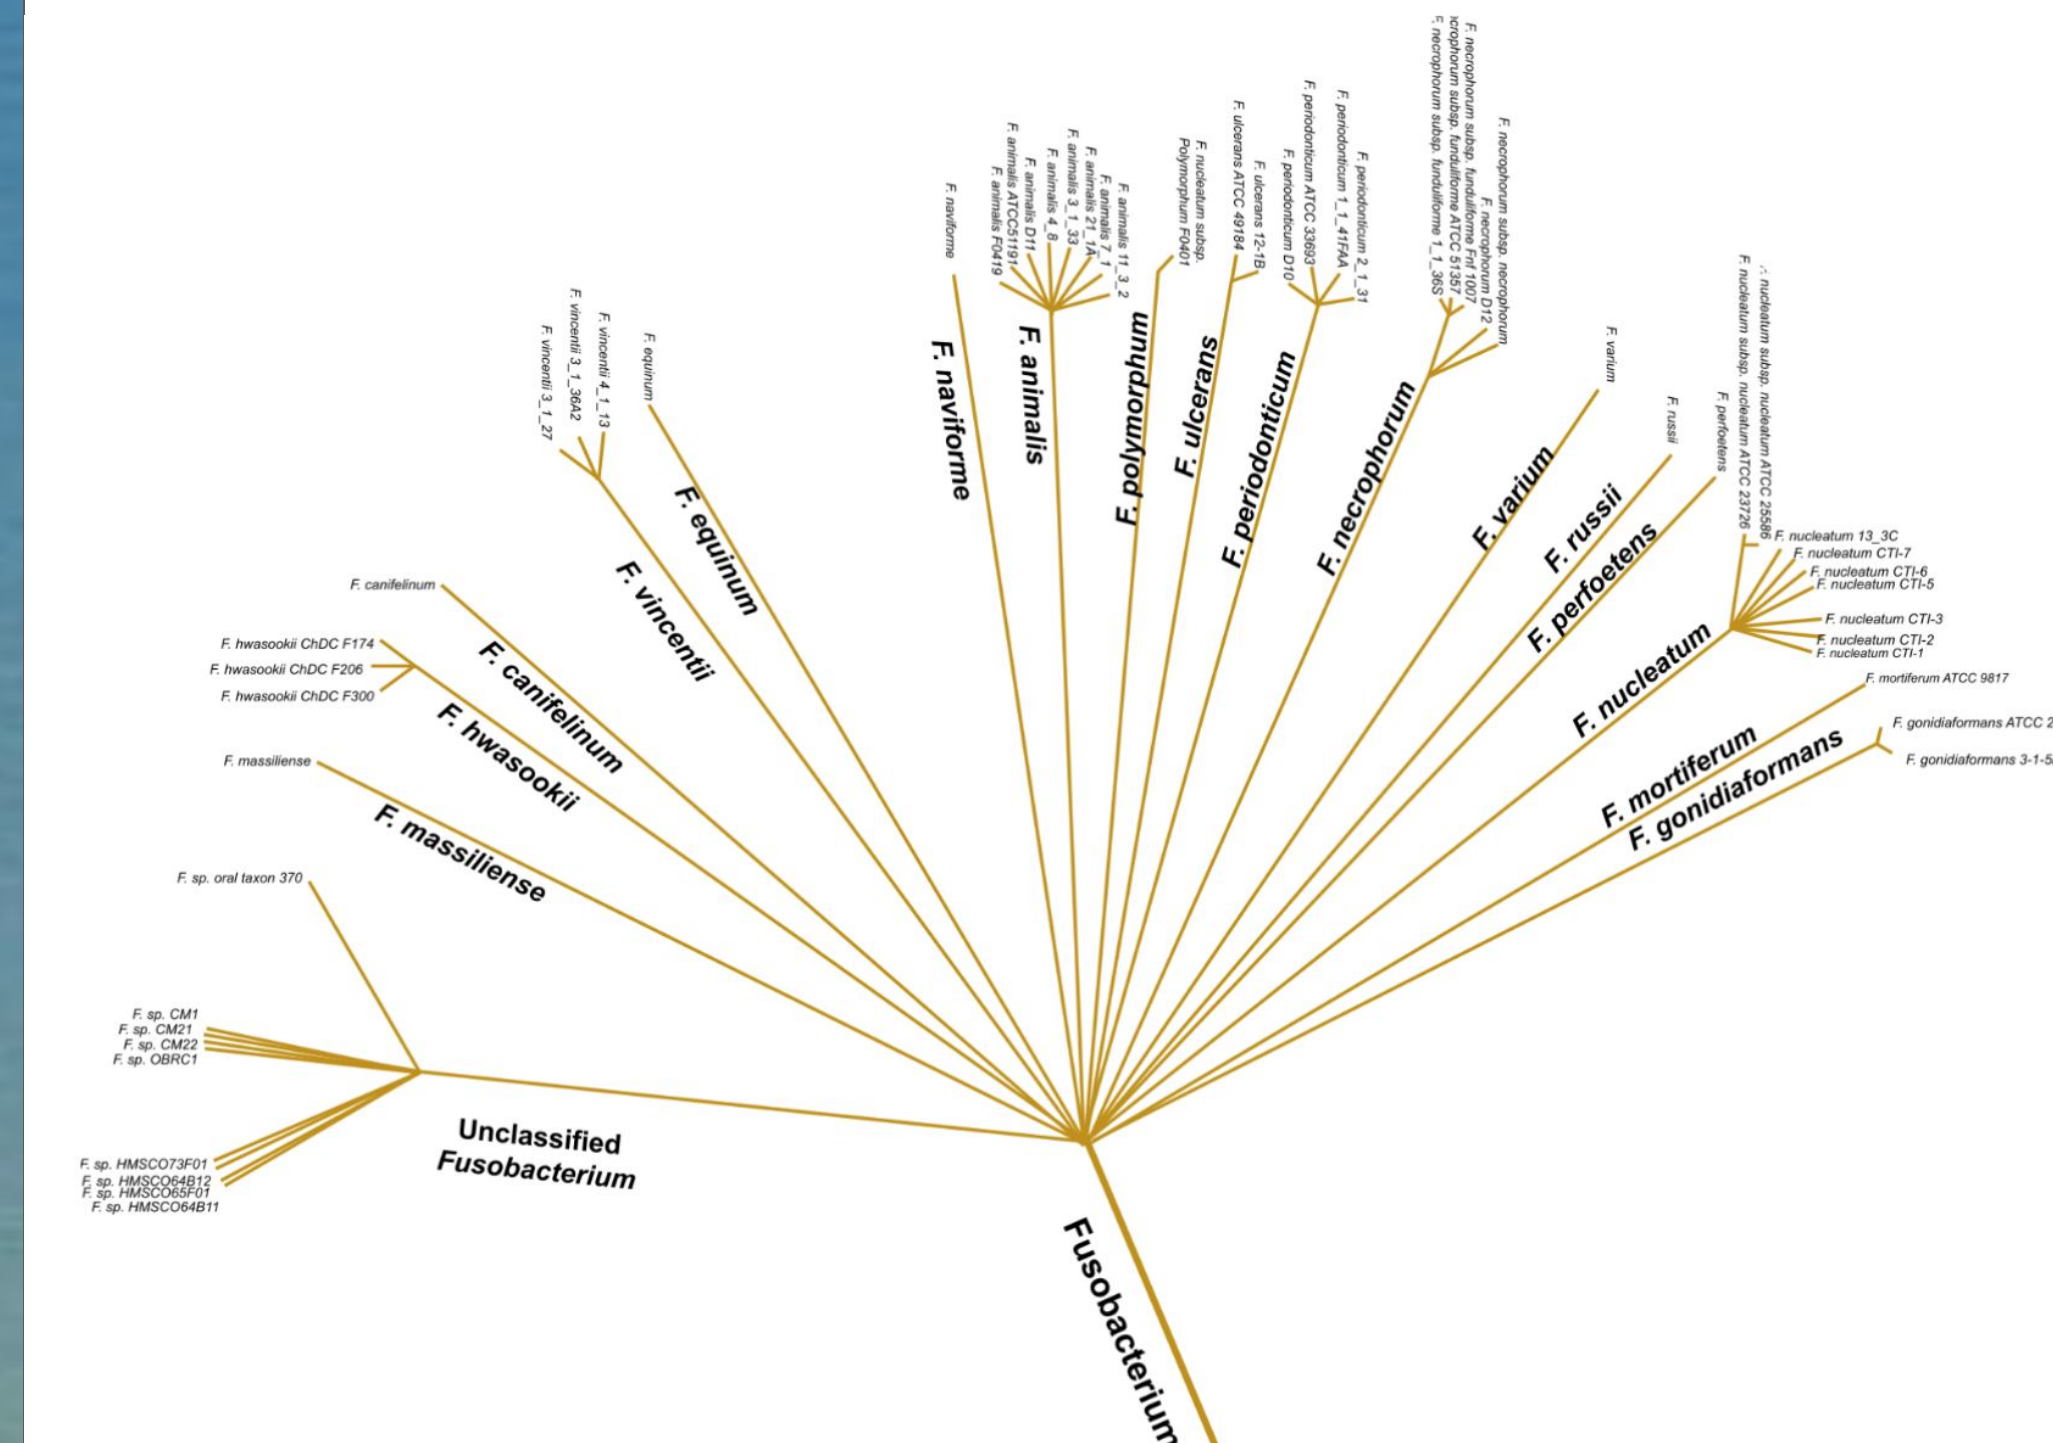 F. sp. HMSCO64B11
F. sp. HMSCO65F01
F. sp. HMSCO64B12
F. sp. HMSCO73F01
F. sp. OBRC1
F. sp. CM22
F. sp. CM21
F. sp. CM1
F. sp. oral taxon 370
Unclassified
Fusobacterium
F. massiliense
F. massiliense
F. hwasookii ChDC F300
F. hwasookii ChDC F206
F. hwasookii ChDC F174
F. hwasookii
F. canifelinum
F. canifelinum
F. vincentii 3_1_27
F. vincentii 3_1_36A2
F. vincentii 4_1_13
F. vincentii
F. equinum
F. equinum
F. naviforme
F. naviforme
F. animalis F0419
F. animalis ATCC51191
F. animalis D11
F. animalis 4_8
F. animalis 3_1_33
F. animalis 21_1A
F. animalis 7_1
F. animalis 11_3_2
F. animalis
F. nucleatum subsp.
Polymorphum F0401
F. polymorphum
F. ulcerans ATCC 49184
F. ulcerans 12-1B
F. ulcerans
F. periodonticum D10
F. periodonticum ATCC 33693
F. periodonticum 1_1_41FAA
F. periodonticum 2_1_31
F. periodonticum
F. necrophorum subsp. funduliforme 1_1_36S
subsp. funduliforme ATCC 51357
F. necrophorum subsp. funduliforme Fnf 1007
F. necrophorum D12
F. necrophorum subsp. necrophorum
F. necrophorum
F. varium
F. varium
F. russii
F. russii
F. perfoetens
F. perfoetens
F. nucleatum subsp. nucleatum ATCC 23726
nucleatum subsp. nucleatum ATCC 25586
F. nucleatum 13_3C
F. nucleatum CTI-7
F. nucleatum CTI-6
F. nucleatum CTI-5
F. nucleatum CTI-3
F. nucleatum CTI-2
F. nucleatum CTI-1
F. nucleatum
F. mortiferum ATCC 9817
F. mortiferum
F. gonidiaformans ATCC 2
F. gonidiaformans 3-1-5
F. gonidiaformans
Fusobacterium